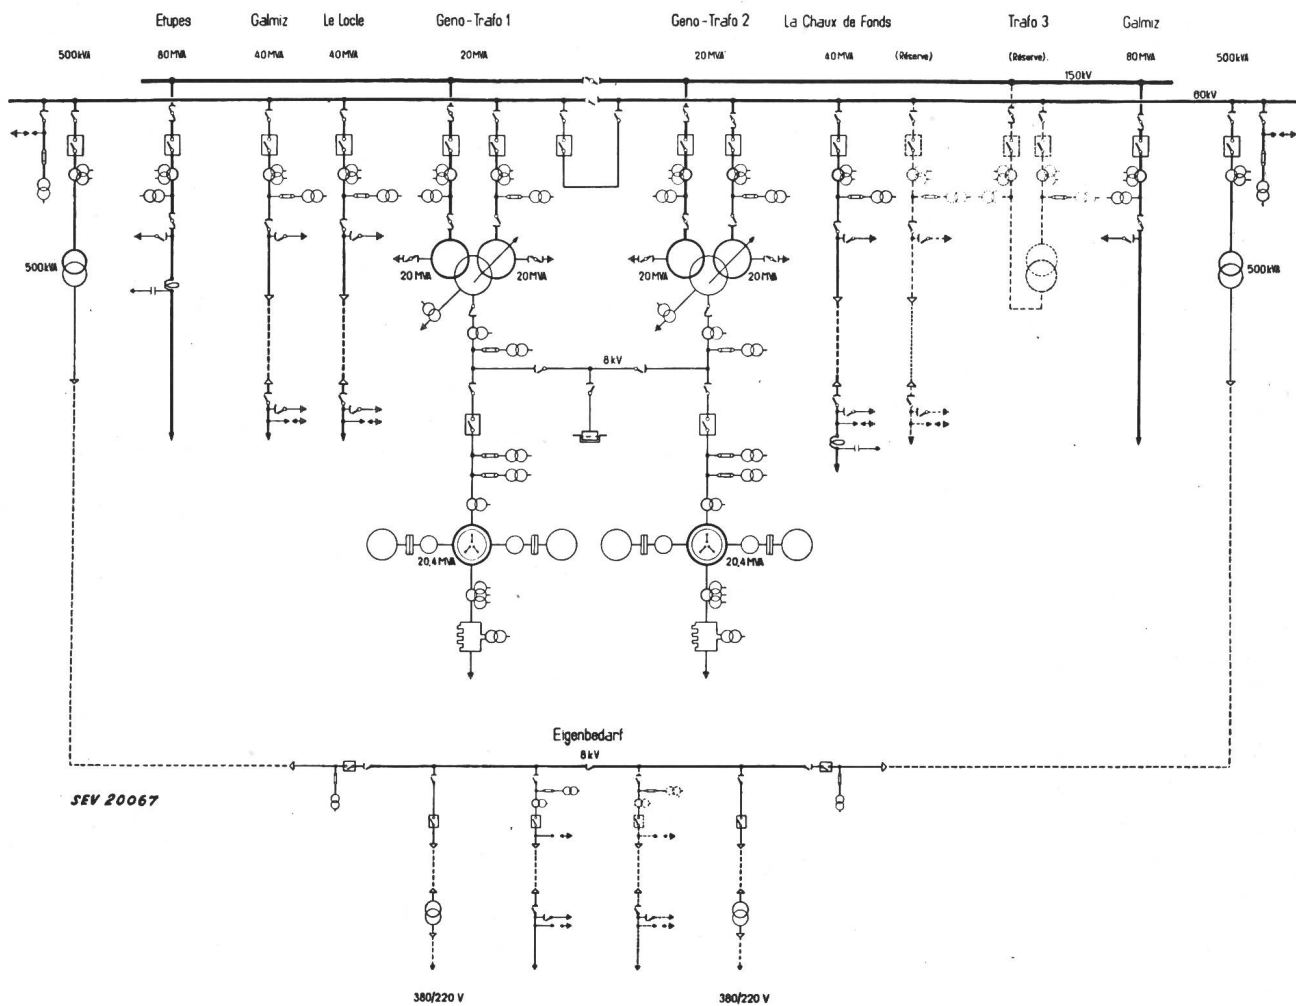 Etupes Galmiz Le Locle Geno-Trafo 1 Geno-Trafo 2 La Chaux de Fonds Trafo 3 Galmiz
500kVA 80MVA 40MVA 40MVA 20MVA 20MVA 40MVA (Réserve) (Réserve). 80MVA 500kVA
150kV
60kV
500kVA 20MVA 20MVA 20MVA 20MVA 500kVA
8kV
20,4MVA 20,4MVA
Eigenbedarf
8kV
SEV 20067
380/220 V 380/220 V